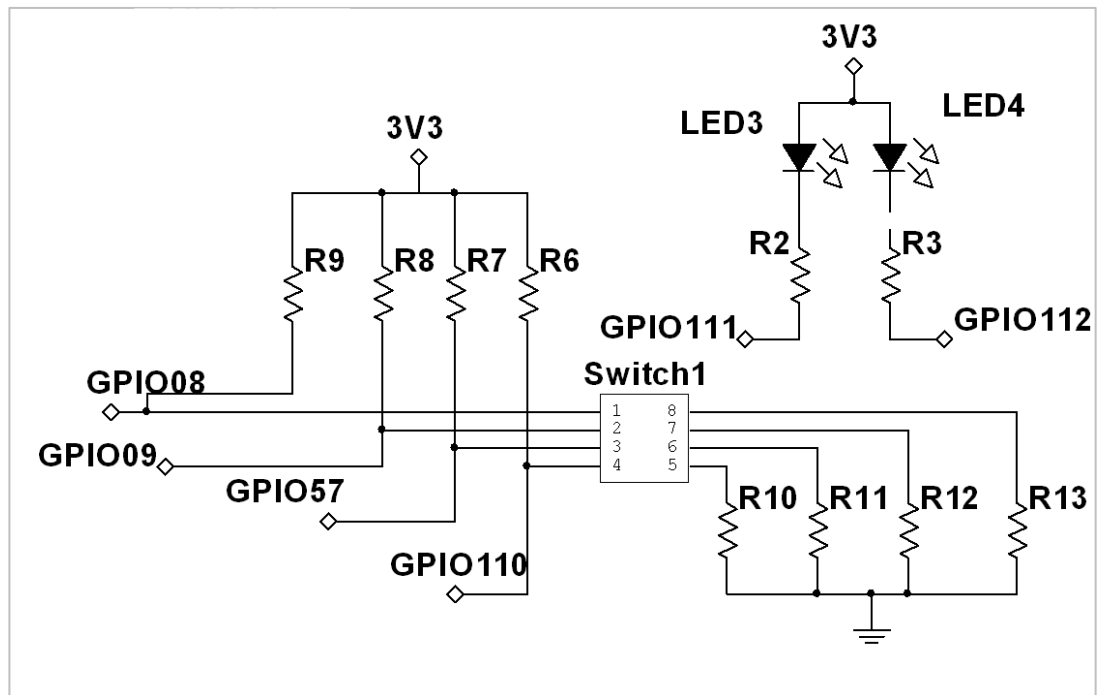 3V3
LED3
LED4
3V3
R9 R8 R7 R6
R2
R3
GPIO111
GPIO112
Switch1
GPIO08
1 8
2 7
3 6
4 5
GPIO09
GPIO57
GPIO110
R10 R11 R12 R13